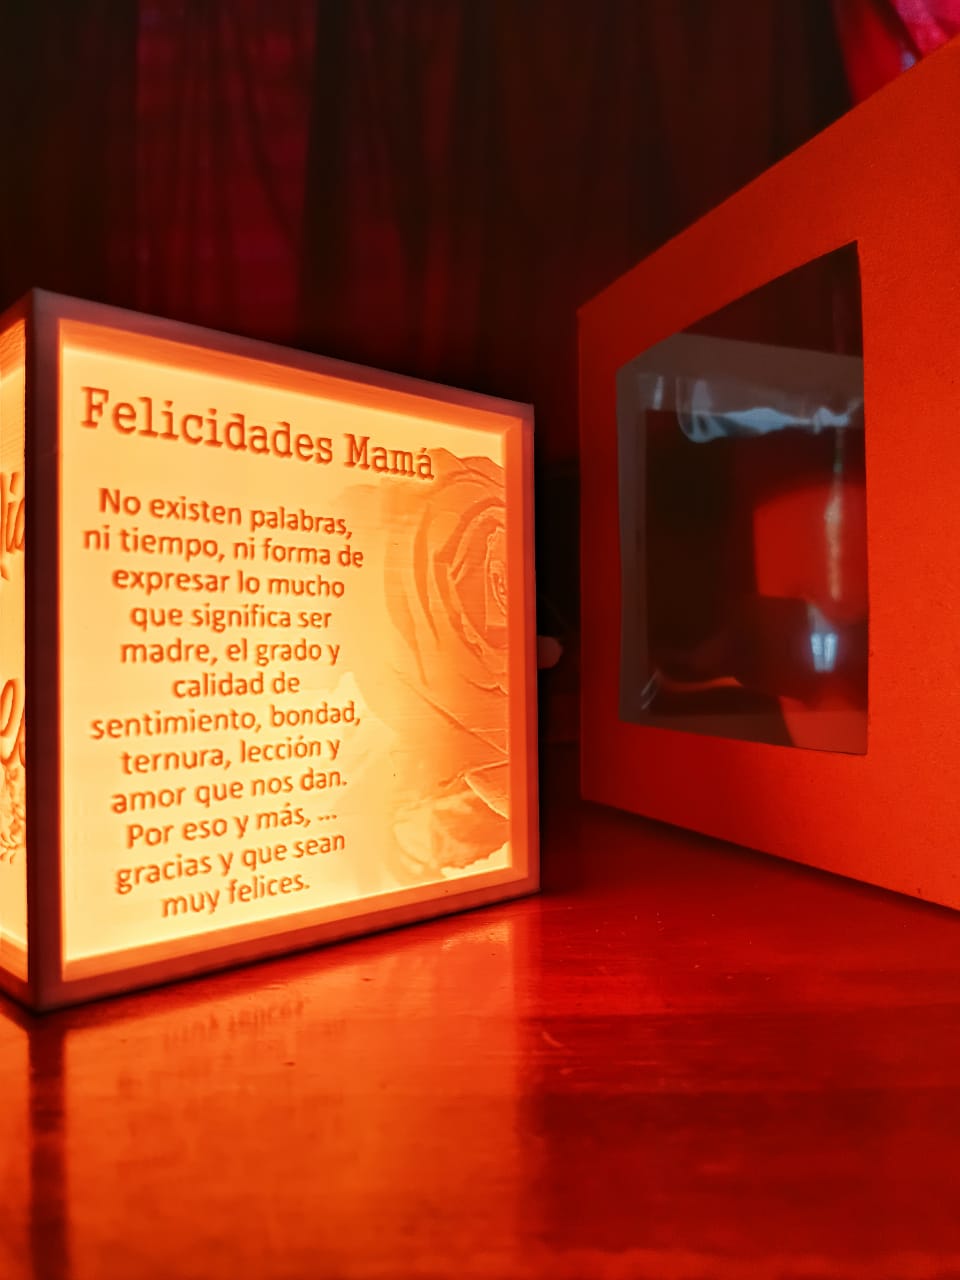 Felicidades Mamá
No existen palabras,
ni tiempo, ni forma de
expresar lo mucho
que significa ser
madre, el grado y
calidad de
sentimiento, bondad,
ternura, lección y
amor que nos dan.
Por eso y más, ...
gracias y que sean
muy felices.